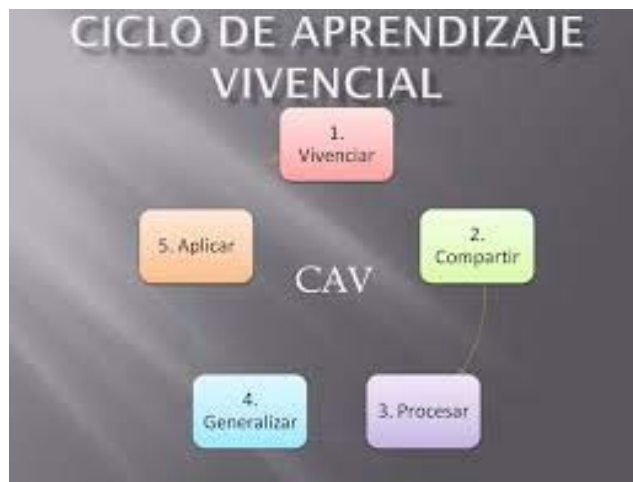 CICLO DE APRENDIZAJE
VIVENCIAL
1.
Vivenciar
2.
Compartir
3. Procesar
4.
Generalizar
5. Aplicar
CAV